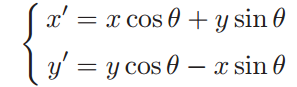 x′ = x cos θ + y sin θ
y′ = y cos θ − x sin θ